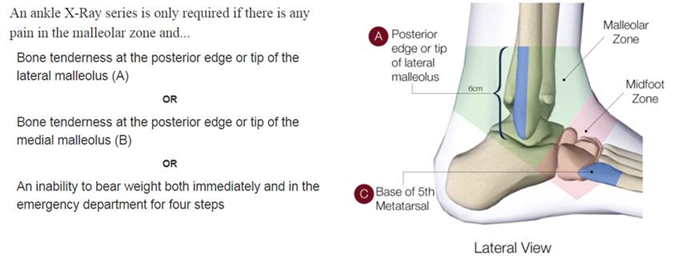 An ankle X-Ray series is only required if there is any
pain in the malleolar zone and...
Bone tenderness at the posterior edge or tip of the
lateral malleolus (A)
OR
Bone tenderness at the posterior edge or tip of the
medial malleolus (B)
OR
An inability to bear weight both immediately and in the
emergency department for four steps
A Posterior
edge or tip
of lateral
malleolus
6cm
Malleolar
Zone
Midfoot
Zone
C Base of 5th
Metatarsal
Lateral View